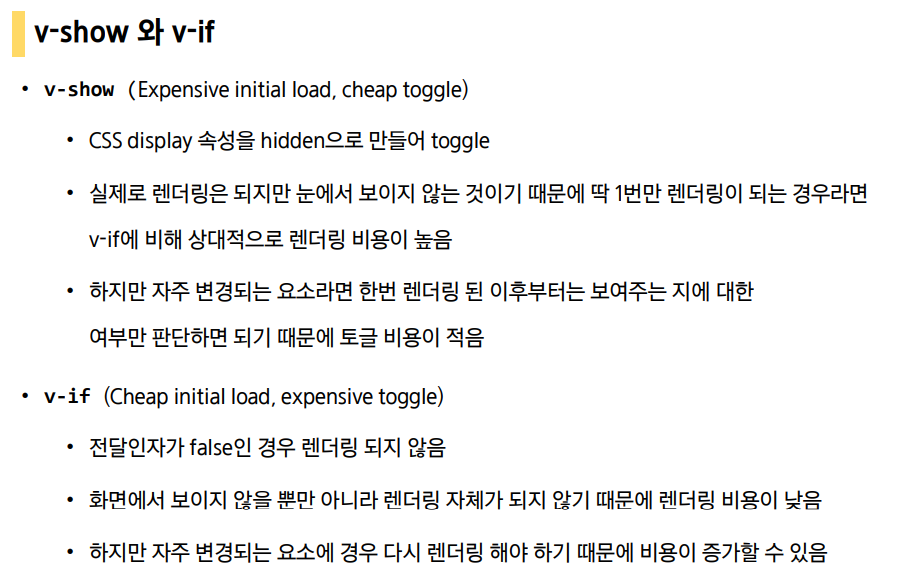 v-show 와 v-if
• v-show (Expensive initial load, cheap toggle)
• CSS display 속성을 hidden으로 만들어 toggle
• 실제로 렌더링은 되지만 눈에서 보이지 않는 것이기 때문에 딱 1번만 렌더링이 되는 경우라면
v-if에 비해 상대적으로 렌더링 비용이 높음
• 하지만 자주 변경되는 요소라면 한번 렌더링 된 이후부터는 보여주는 지에 대한
여부만 판단하면 되기 때문에 토글 비용이 적음
• v-if (Cheap initial load, expensive toggle)
• 전달인자가 false인 경우 렌더링 되지 않음
• 화면에서 보이지 않을 뿐만 아니라 렌더링 자체가 되지 않기 때문에 렌더링 비용이 낮음
• 하지만 자주 변경되는 요소에 경우 다시 렌더링 해야 하기 때문에 비용이 증가할 수 있음